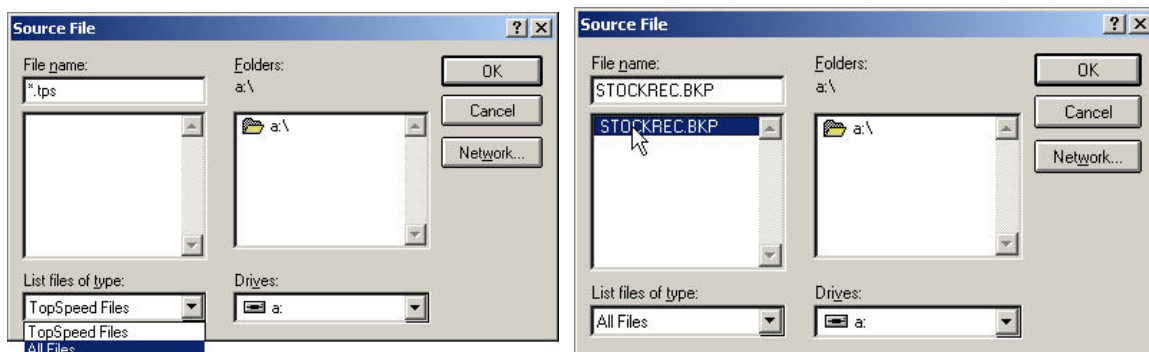 Source File
File name:
*.tps
Folders:
a:\
a:\
OK
Cancel
Network...
List files of type:
TopSpeed Files
TopSpeed Files
All Files
Drives:
a:
Source File
File name:
STOCKREC.BKP
STOCKREC.BKP
Folders:
a:\
a:\
OK
Cancel
Network...
List files of type:
All Files
Drives:
a: